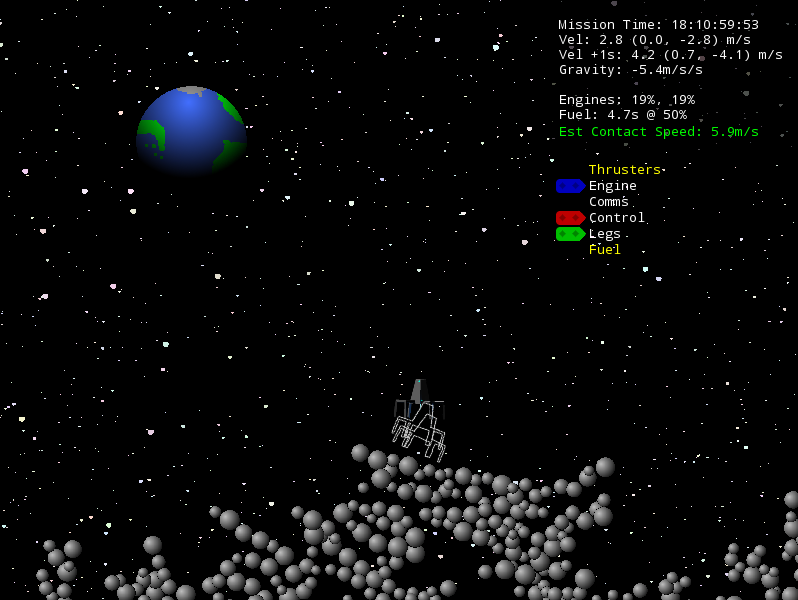 Mission Time: 18:10:59:53
Vel: 2.8 (0.0, -2.8) m/s
Vel +1s: 4.2 (0.7, -4.1) m/s
Gravity: -5.4m/s/s
Engines: 19%, 19%
Fuel: 4.7s @ 50%
Est Contact Speed: 5.9m/s
Thrusters
Engine
Comms
Control
Legs
Fuel